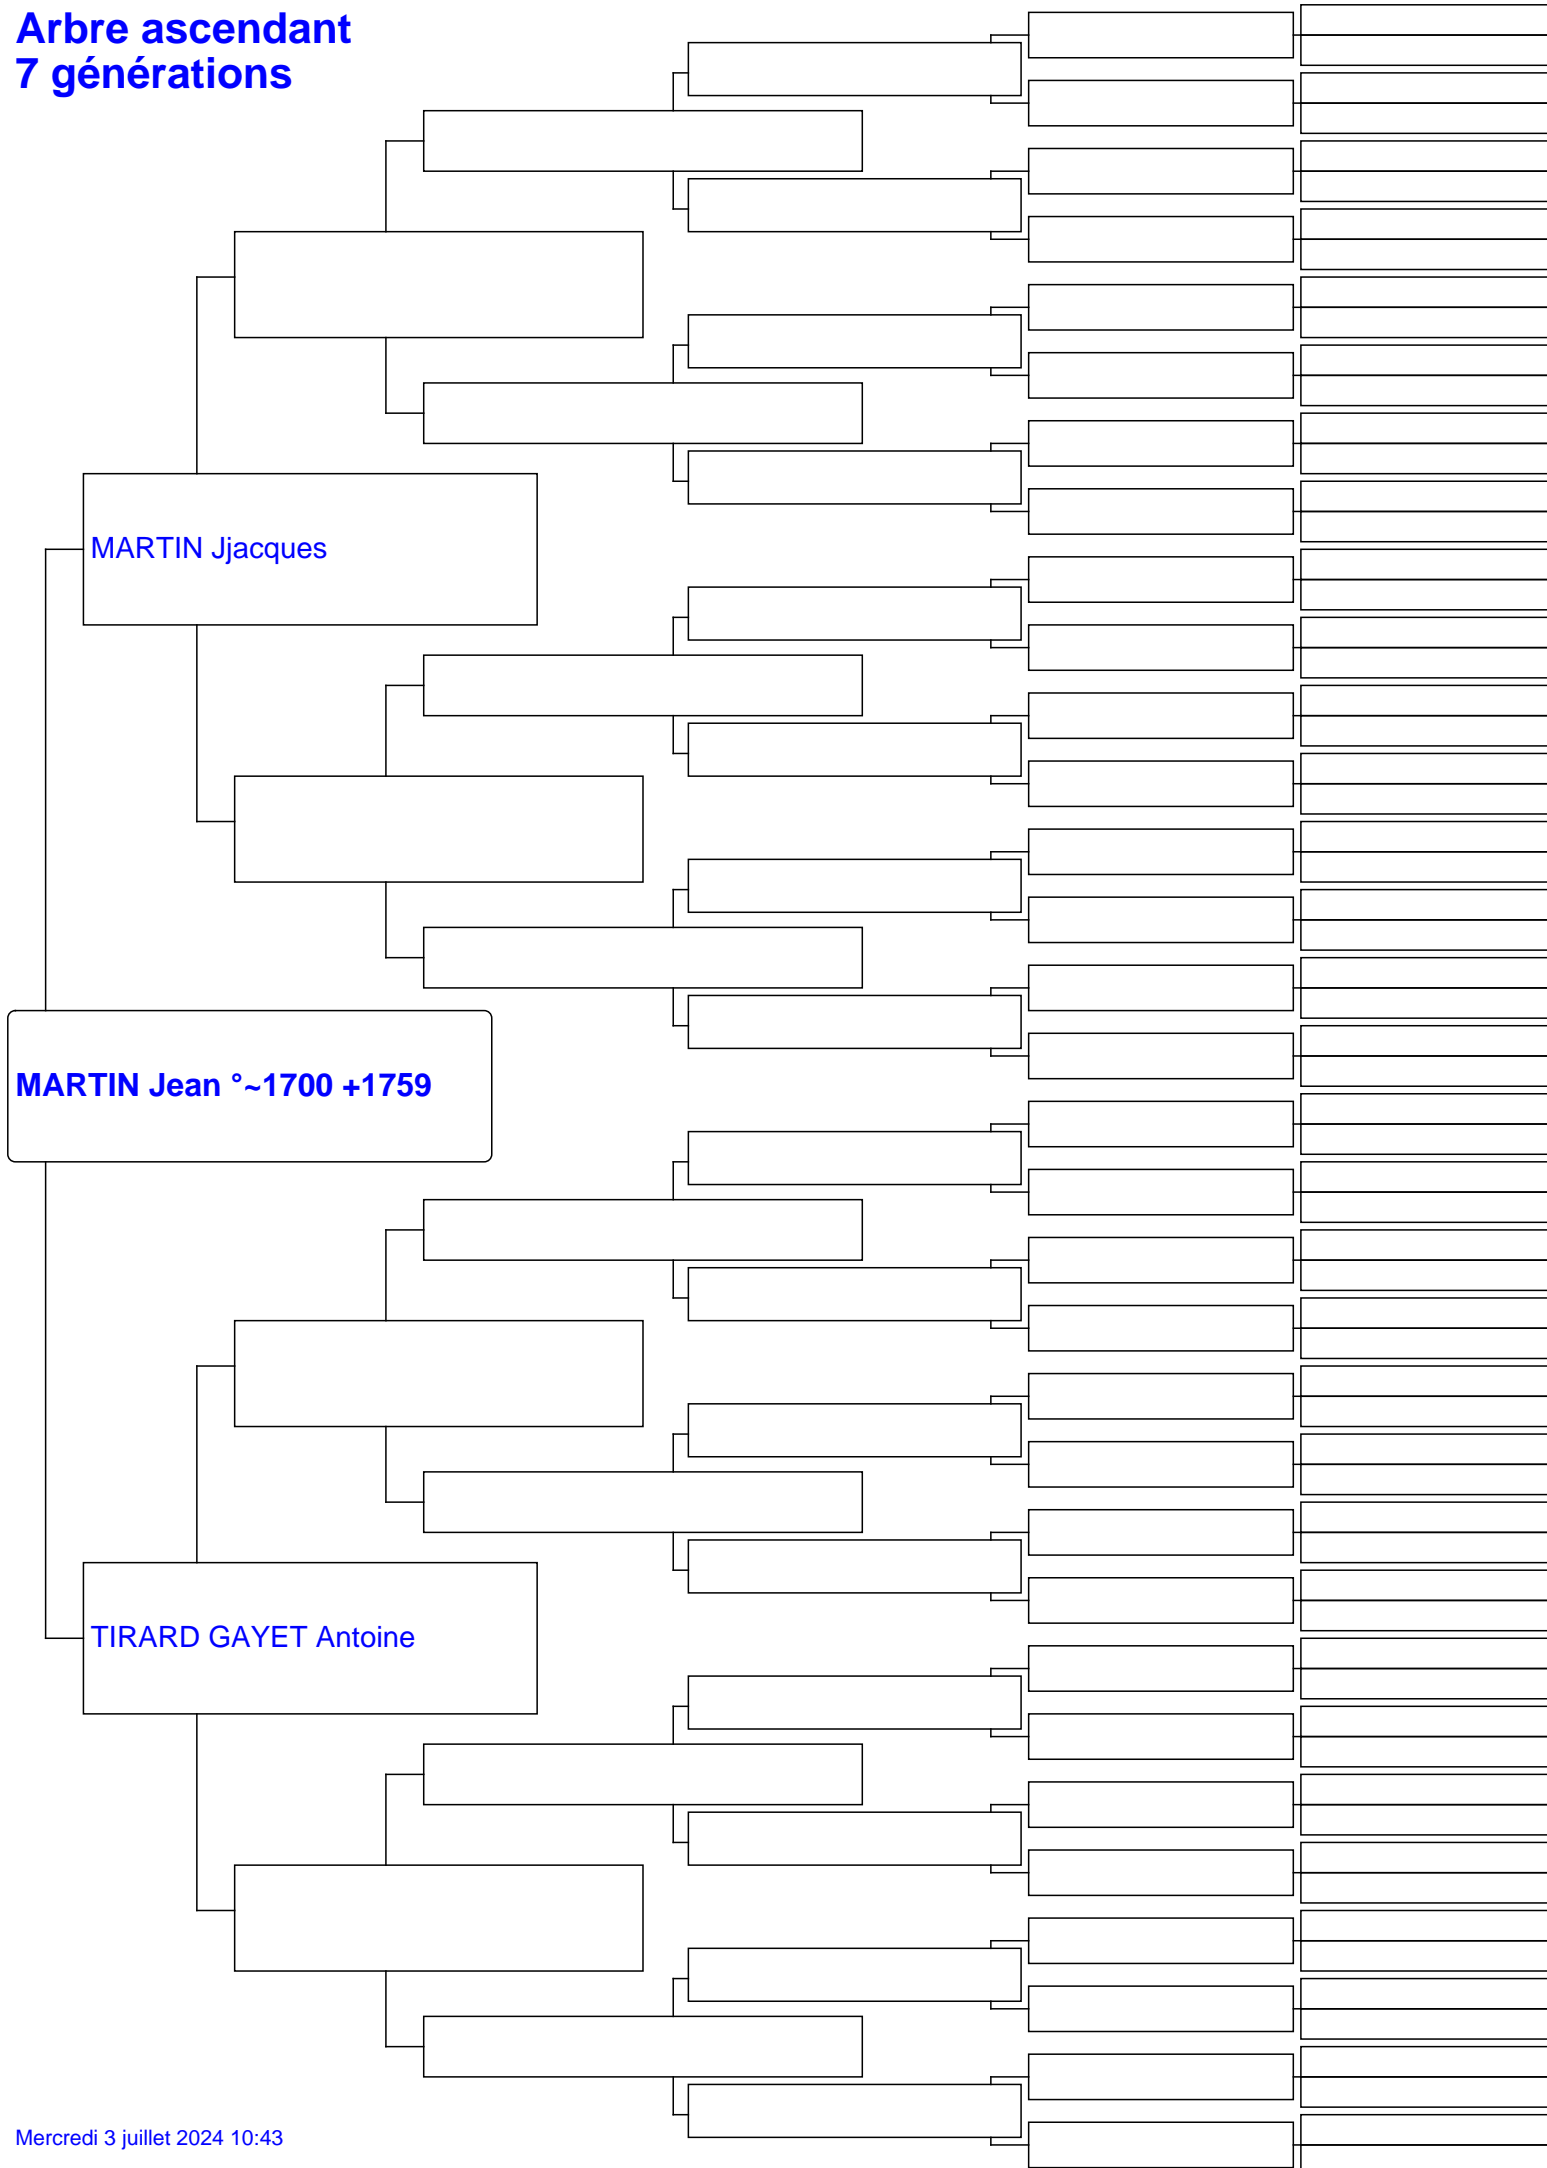 Arbre ascendant
7 générations
MARTIN Jjacques
MARTIN Jean °~1700 +1759
TIRARD GAYET Antoine
Mercredi 3 juillet 2024 10:43